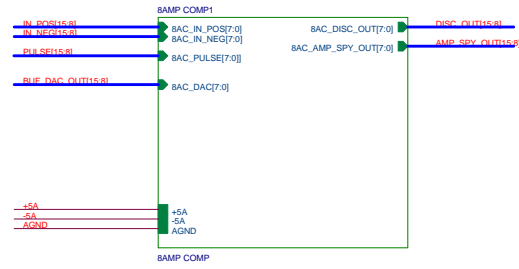 8AMP COMP1
IN_POS[15:8]
IN_NEG[15:8]
PULSE[15:8]
BUF_DAC_OUT[15:8]
8AC_IN_POS[7:0]
8AC_IN_NEG[7:0]
8AC_PULSE[7:0]]
8AC_DAC[7:0]
8AC_DISC_OUT[7:0]
8AC_AMP_SPY_OUT[7:0]
DISC_OUT[15:8]
AMP_SPY_OUT[15:8]
+5A
-5A
AGND
+5A
-5A
AGND
8AMP COMP